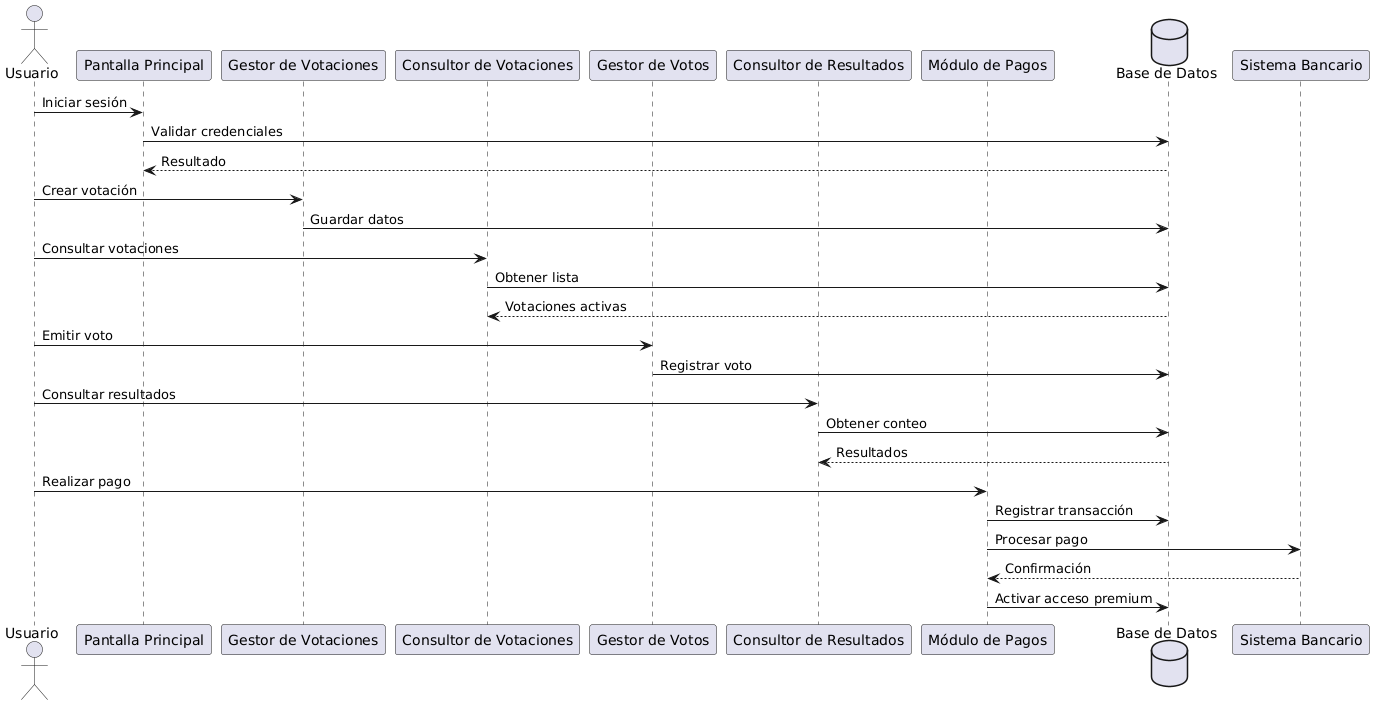 Usuario
Pantalla Principal
Gestor de Votaciones
Consultor de Votaciones
Gestor de Votos
Consultor de Resultados
Módulo de Pagos
Base de Datos
Sistema Bancario
Iniciar sesión
Validar credenciales
Resultado
Crear votación
Guardar datos
Consultar votaciones
Obtener lista
Votaciones activas
Emitir voto
Registrar voto
Consultar resultados
Obtener conteo
Resultados
Realizar pago
Registrar transacción
Procesar pago
Confirmación
Activar acceso premium
Usuario
Pantalla Principal
Gestor de Votaciones
Consultor de Votaciones
Gestor de Votos
Consultor de Resultados
Módulo de Pagos
Base de Datos
Sistema Bancario